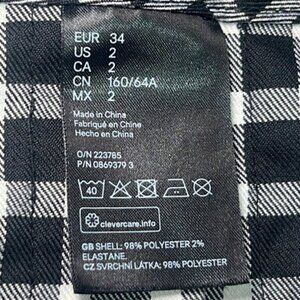 EUR 34
US 2
CA 2
CN 160/64A
MX 2
Made in China
Fabriqué en Chine
Hecho en China
O/N 223785
P/N 0869379 3
40
clevercare.info
GB SHELL: 98% POLYESTER 2%
ELASTANE.
CZ SVRCHNÍ LÁTKA: 98% POLYESTER